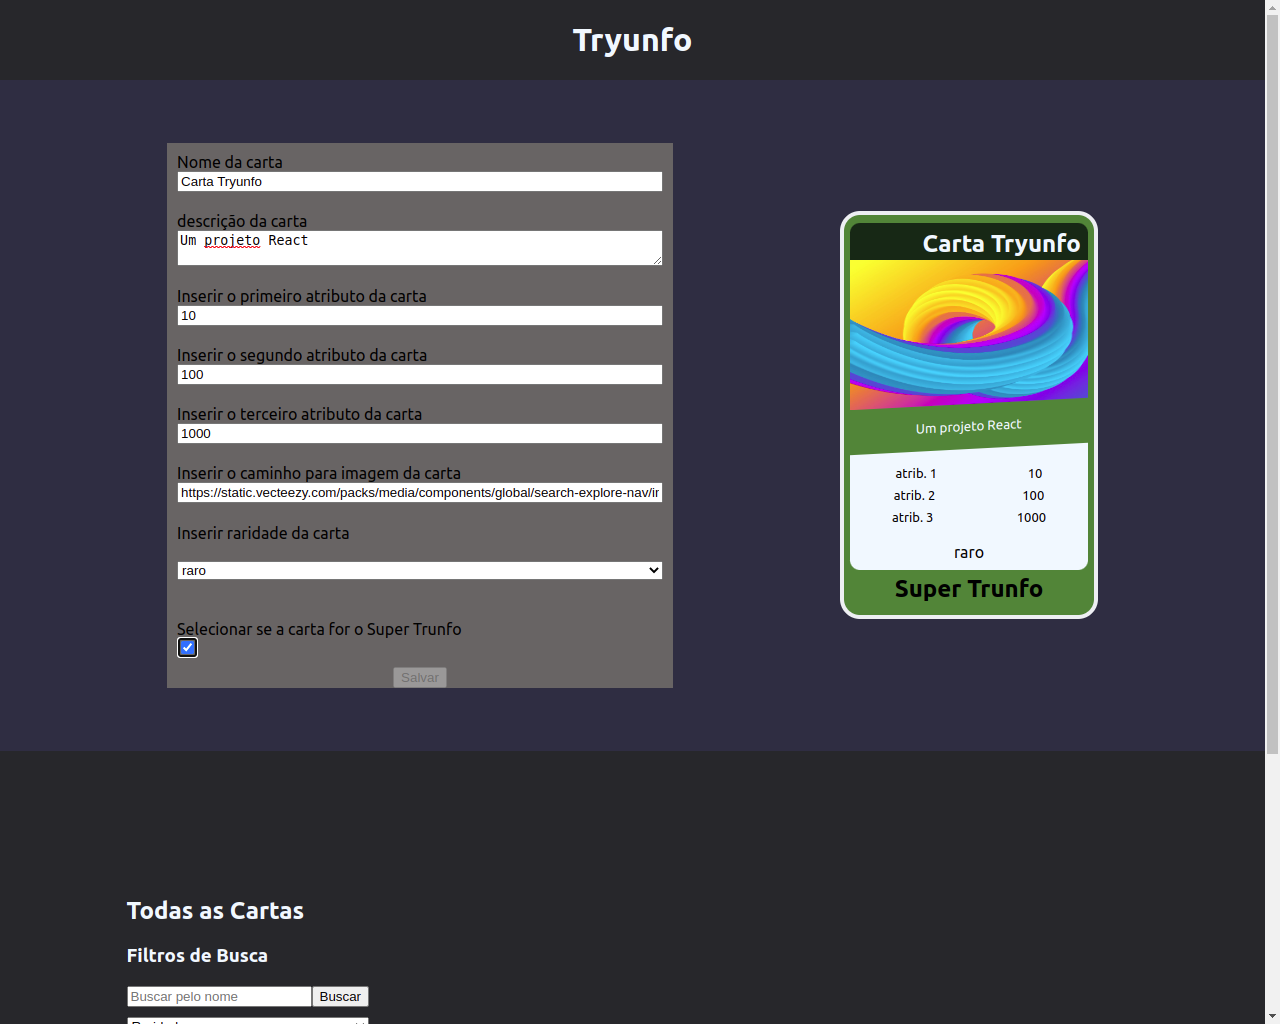 Tryunfo
Nome da carta
Carta Tryunfo
descrição da carta
Um projeto React
Inserir o primeiro atributo da carta
10
Inserir o segundo atributo da carta
100
Inserir o terceiro atributo da carta
1000
Inserir o caminho para imagem da carta
https://static.vecteezy.com/packs/media/components/global/search-explore-nav/ir
Inserir raridade da carta
raro
Selecionar se a carta for o Super Trunfo
Salvar
Carta Tryunfo
Um projeto React
atrib. 1 10
atrib. 2 100
atrib. 3 1000
raro
Super Trunfo
Todas as Cartas
Filtros de Busca
Buscar pelo nome Buscar